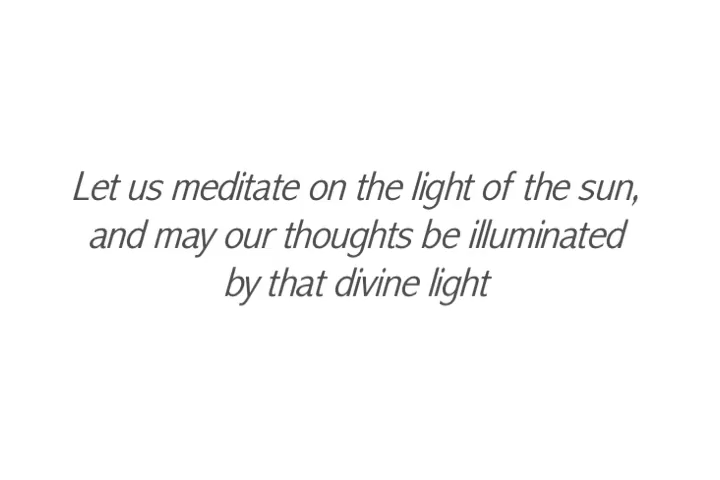 Let us meditate on the light of the sun,
and may our thoughts be illuminated
by that divine light